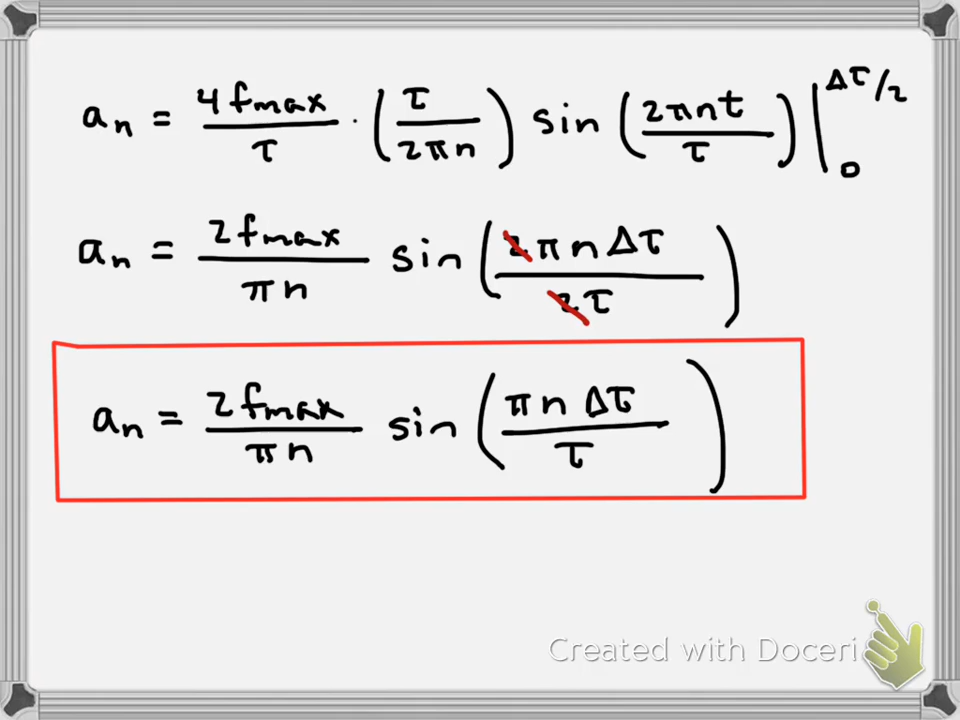 aₙ = 4fmax/τ · (τ/2πn) sin(2πnt/τ) |₀^Δτ/2
aₙ = 2fmax/πn sin(2πnΔτ/2τ)
aₙ = 2fmax/πn sin(πnΔτ/τ)
Created with Doceri